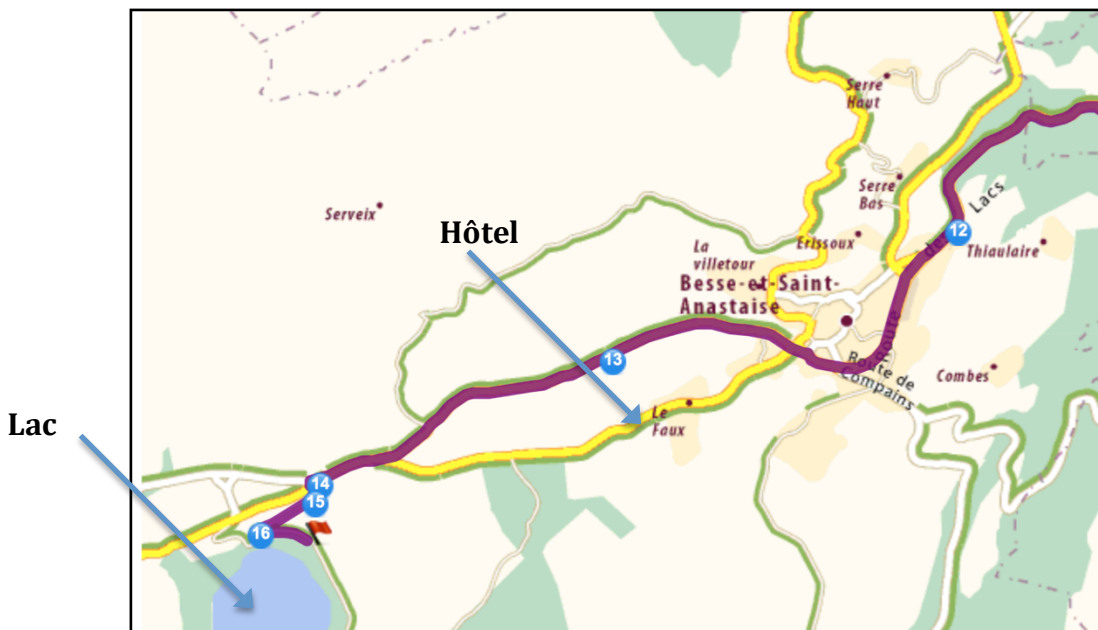 Serre
Haut
Serre
Bas
Lacs
de
12
Thiaulaire
Serveix
Hôtel
La
villetour
Erissoux
Besse-et-Saint-
Anastaise
Route
13
Route de
Compains
Combes
Le
Faux
Lac
14
15
16